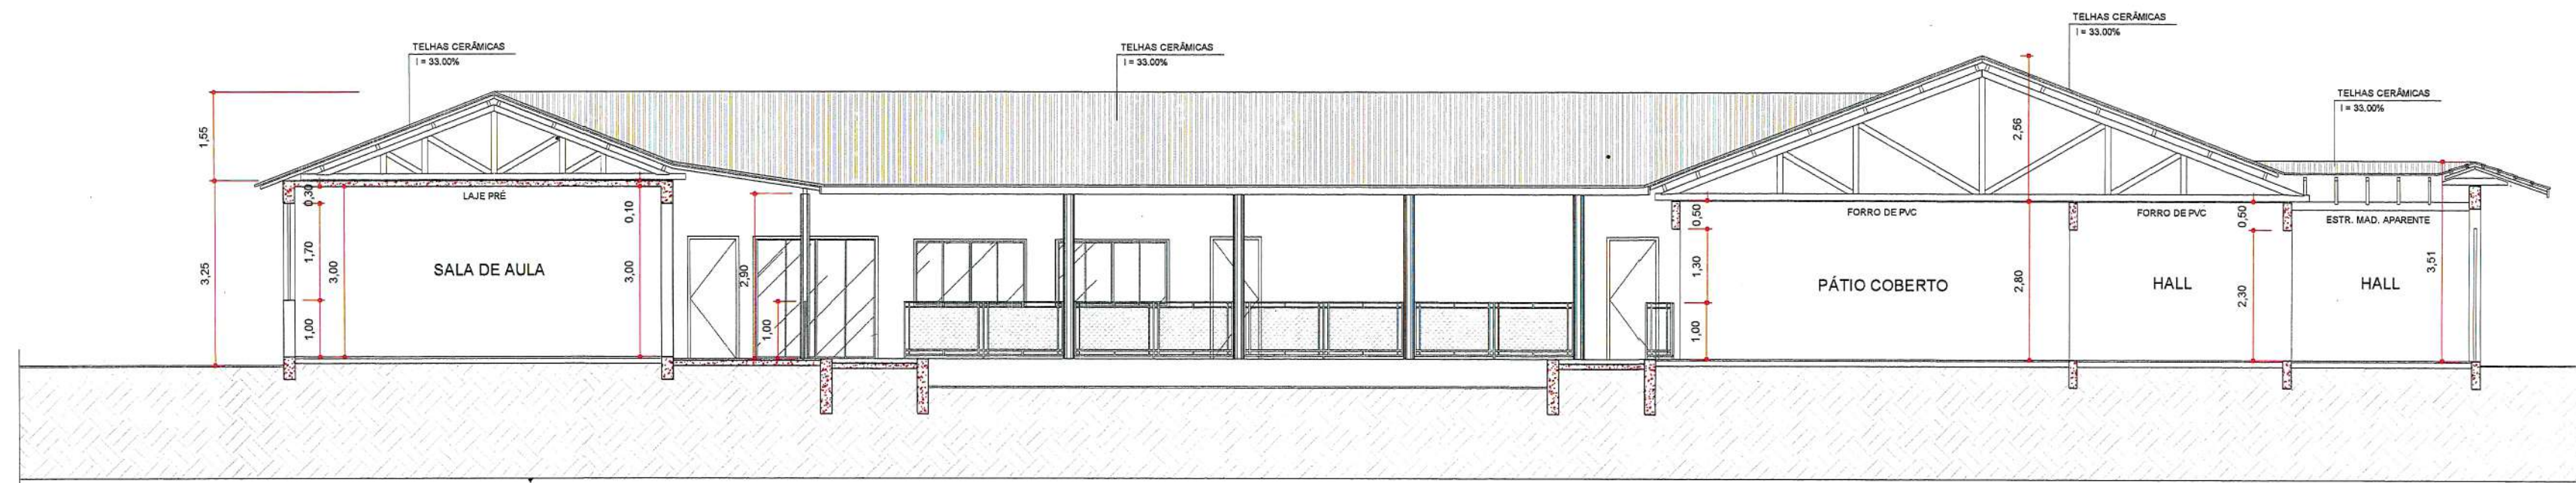 TELHAS CERÂMICAS
I = 33.00%
TELHAS CERÂMICAS
I = 33.00%
TELHAS CERÂMICAS
I = 33.00%
TELHAS CERÂMICAS
I = 33.00%
1,55
3,25
0,30
1,70
1,00
3,00
LAJE PRÉ
SALA DE AULA
0,10
3,00
2,90
1,00
0,50
1,30
1,00
FORRO DE PVC
PÁTIO COBERTO
2,56
2,80
FORRO DE PVC
HALL
0,50
2,30
ESTR. MAD. APARENTE
HALL
3,51